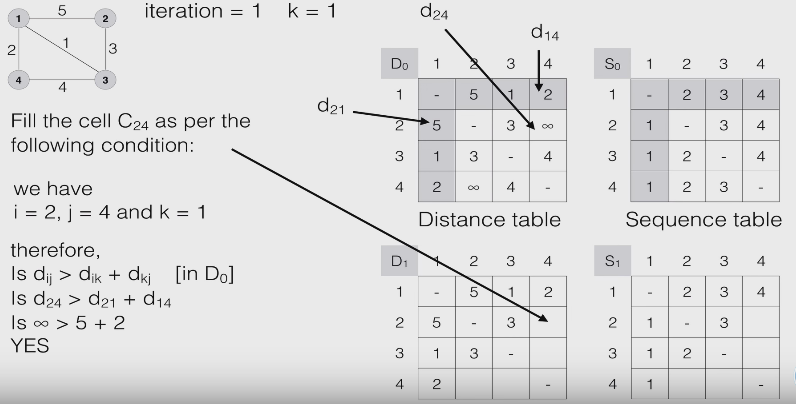 iteration = 1 k = 1
1 5 2
2 1 3
4 4 3
d24
d14
d21
D0 1 2 3 4
1 - 5 1 2
2 5 - 3 ∞
3 1 3 - 4
4 2 ∞ 4 -
Distance table
S0 1 2 3 4
1 - 2 3 4
2 1 - 3 4
3 1 2 - 4
4 1 2 3 -
Sequence table
Fill the cell C24 as per the
following condition:
we have
i = 2, j = 4 and k = 1
therefore,
Is dij > dik + dkj [in D0]
Is d24 > d21 + d14
Is ∞ > 5 + 2
YES
D1 1 2 3 4
1 - 5 1 2
2 5 - 3
3 1 3 -
4 2 -
S1 1 2 3 4
1 - 2 3 4
2 1 - 3
3 1 2 -
4 1 -